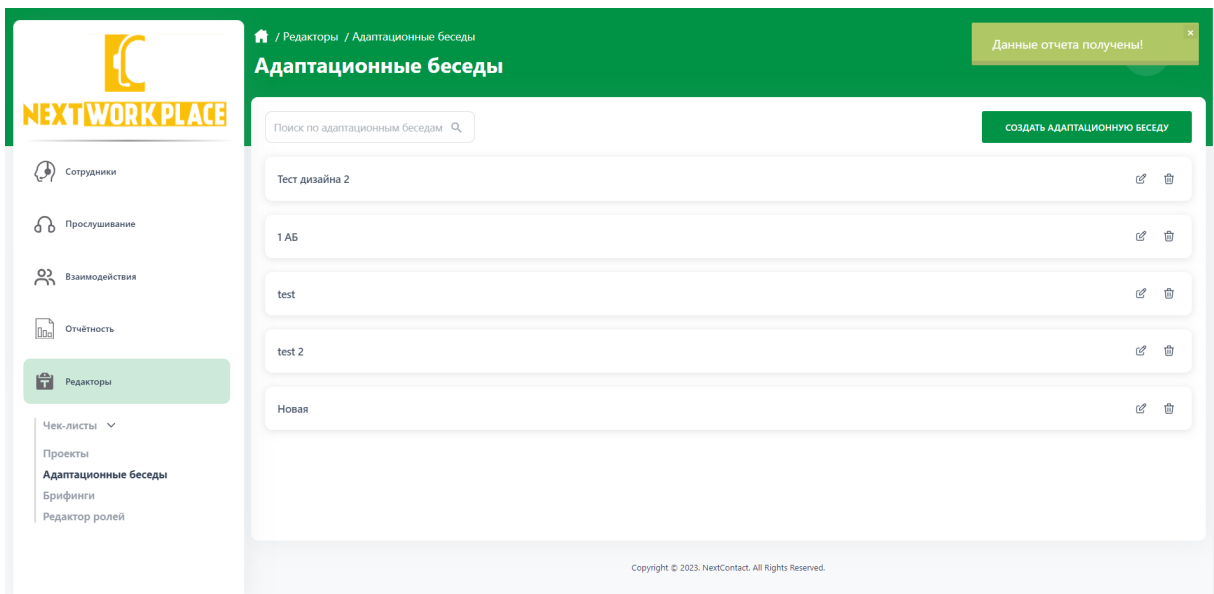 NEXT WORKPLACE
Сотрудники
Прослушивание
Взаимодействия
Отчётность
Редакторы
Чек-листы
Проекты
Адаптационные беседы
Брифинги
Редактор ролей
/ Редакторы / Адаптационные беседы
Адаптационные беседы
Данные отчета получены!
Поиск по адаптационным беседам
СОЗДАТЬ АДАПТАЦИОННУЮ БЕСЕДУ
Тест дизайна 2
1 АБ
test
test 2
Новая
Copyright © 2023. NextContact. All Rights Reserved.